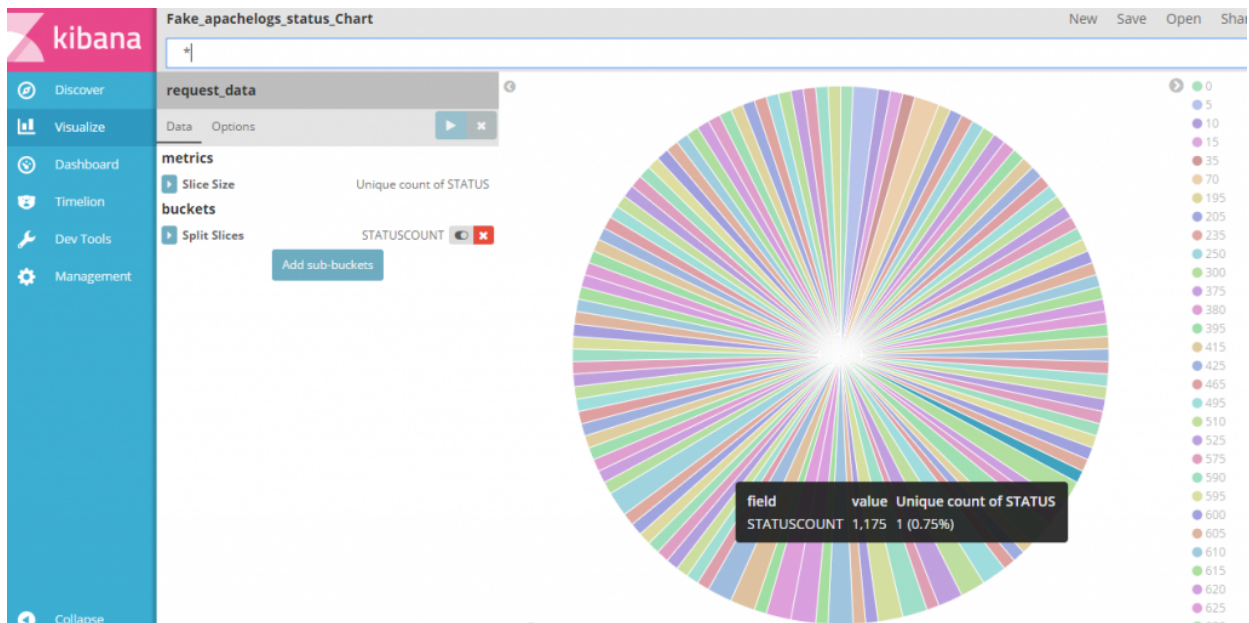 Fake_apachelogs_status_Chart
New Save Open Shar
kibana
*
Discover
Visualize
Dashboard
Timelion
Dev Tools
Management
Collapse
request_data
Data Options
metrics
Slice Size Unique count of STATUS
buckets
Split Slices STATUSCOUNT
Add sub-buckets
field value Unique count of STATUS
STATUSCOUNT 1,175 1 (0.75%)
0
5
10
15
35
70
195
205
235
250
300
375
380
395
415
425
465
495
510
525
575
590
595
600
605
610
615
620
625